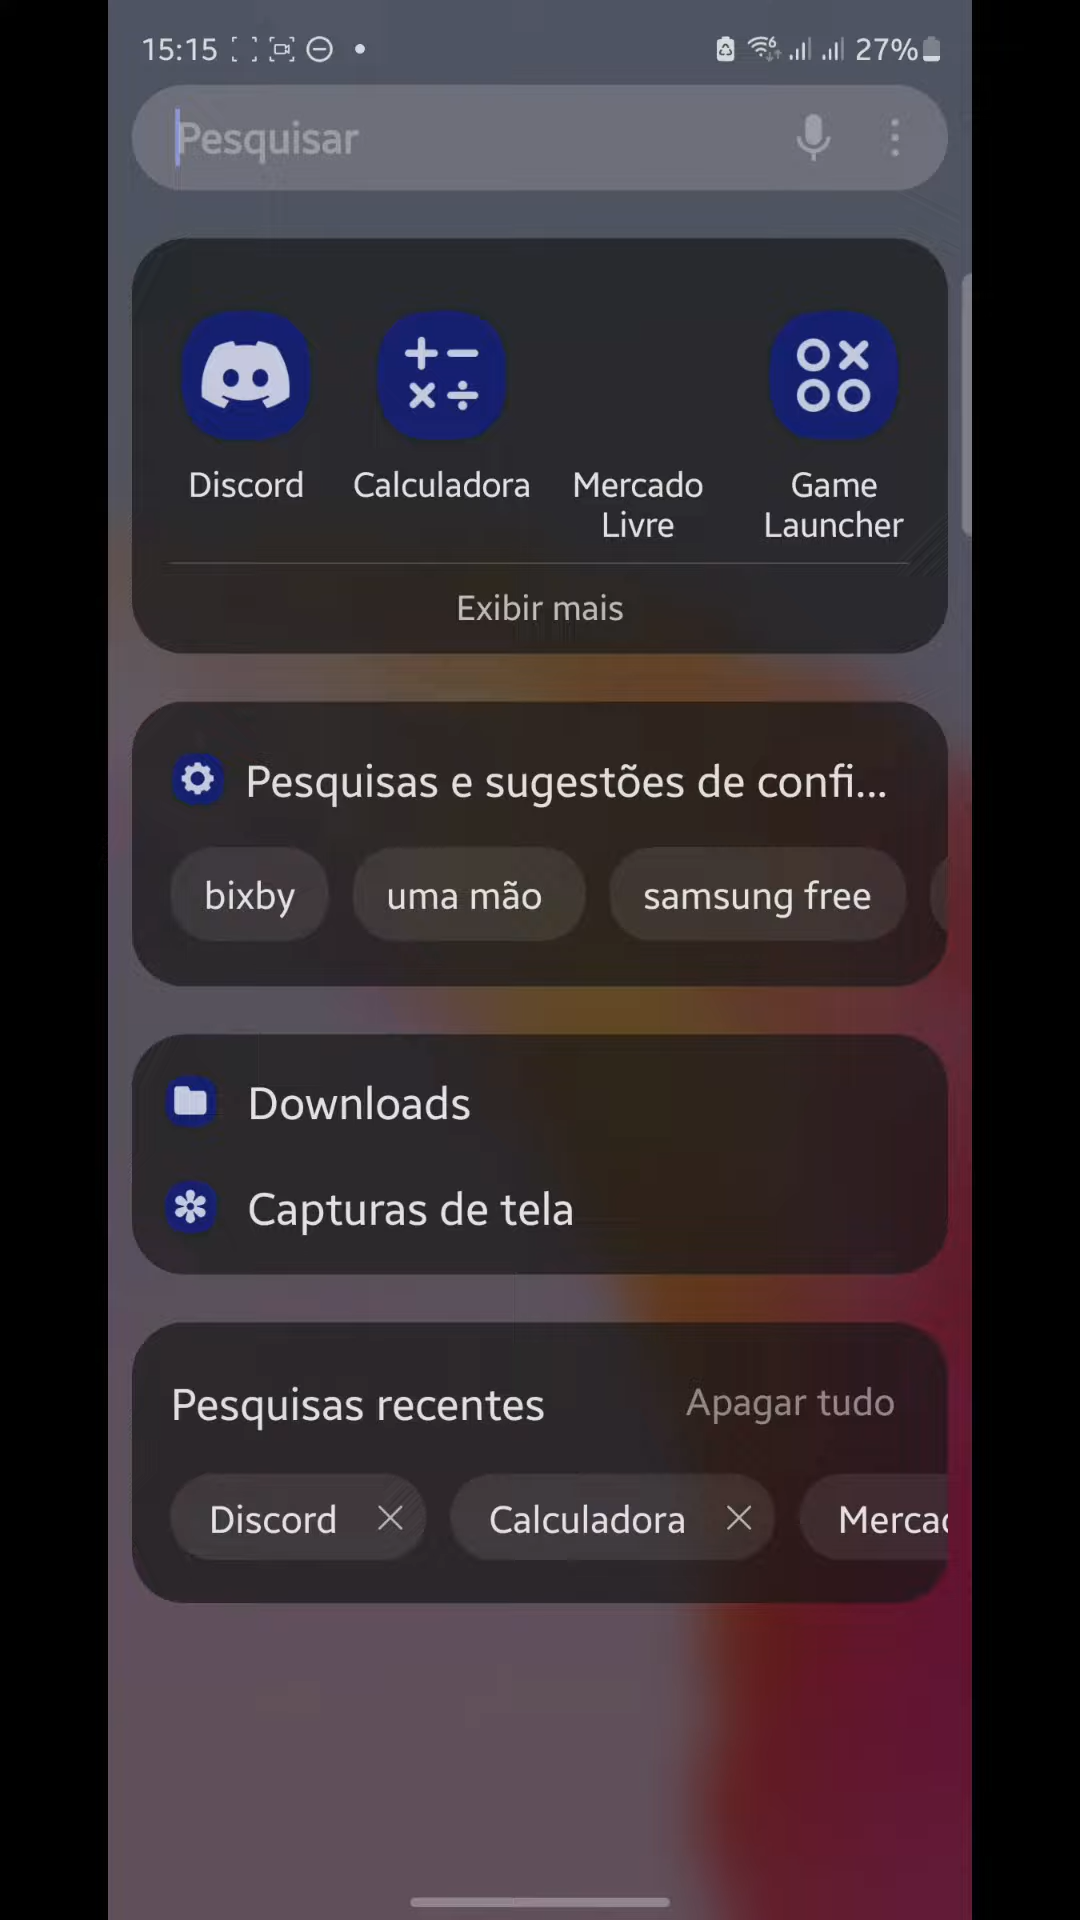 15:15
27%
Pesquisar
Discord
Calculadora
Mercado
Livre
Game
Launcher
Exibir mais
Pesquisas e sugestões de confi...
bixby
uma mão
samsung free
Downloads
Capturas de tela
Pesquisas recentes
Apagar tudo
Discord
Calculadora
Mercad